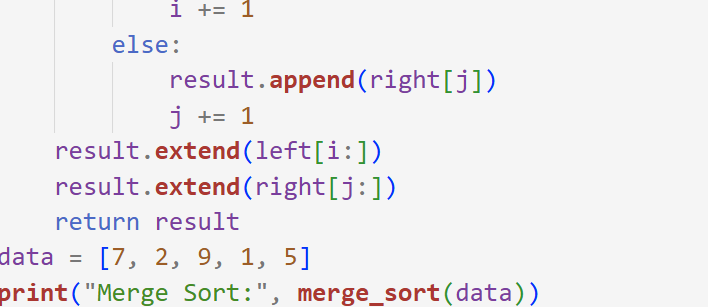 i += 1
        else:
            result.append(right[j])
            j += 1
    result.extend(left[i:])
    result.extend(right[j:])
    return result
data = [7, 2, 9, 1, 5]
print("Merge Sort:", merge_sort(data))